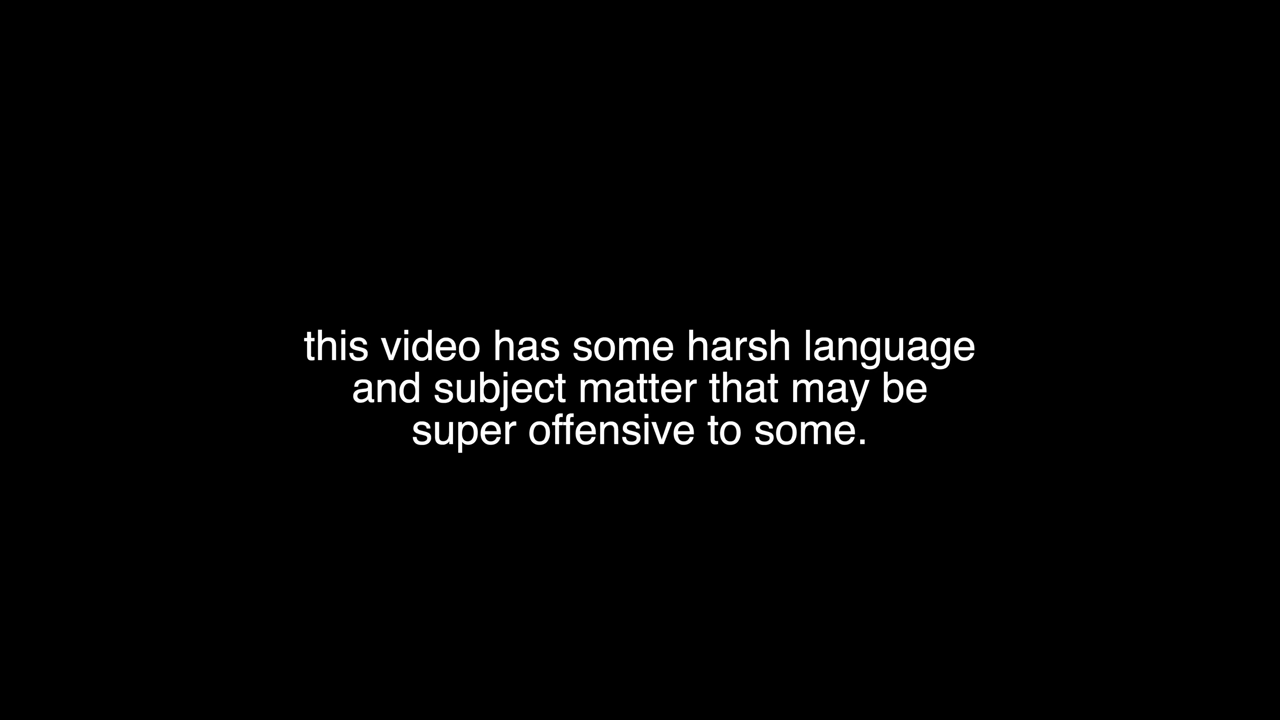 this video has some harsh language
and subject matter that may be
super offensive to some.